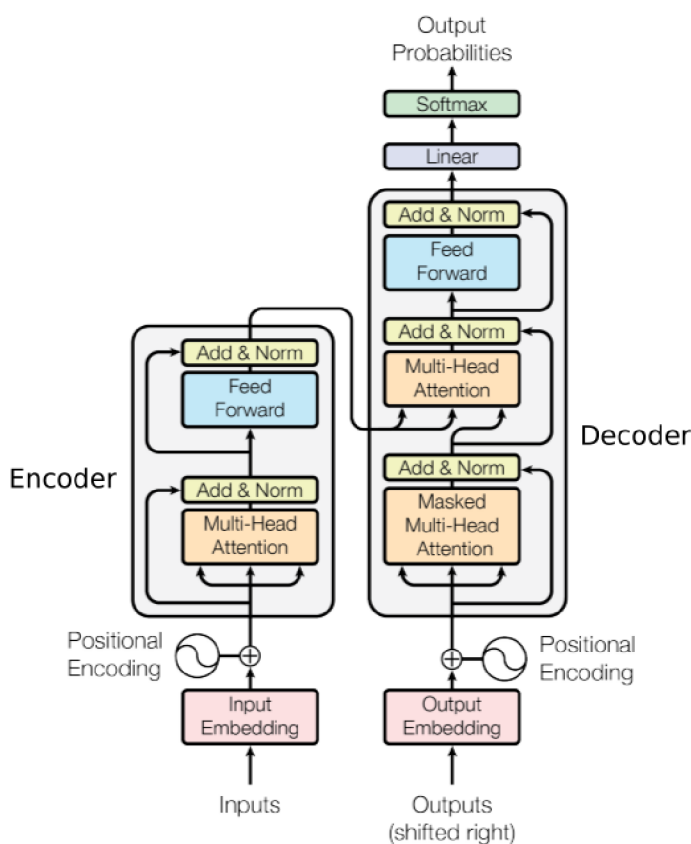 Output
Probabilities
Softmax
Linear
Add & Norm
Feed
Forward
Add & Norm
Multi-Head
Attention
Add & Norm
Masked
Multi-Head
Attention
Decoder
Add & Norm
Feed
Forward
Add & Norm
Multi-Head
Attention
Encoder
Positional
Encoding
Positional
Encoding
Input
Embedding
Output
Embedding
Inputs
Outputs
(shifted right)